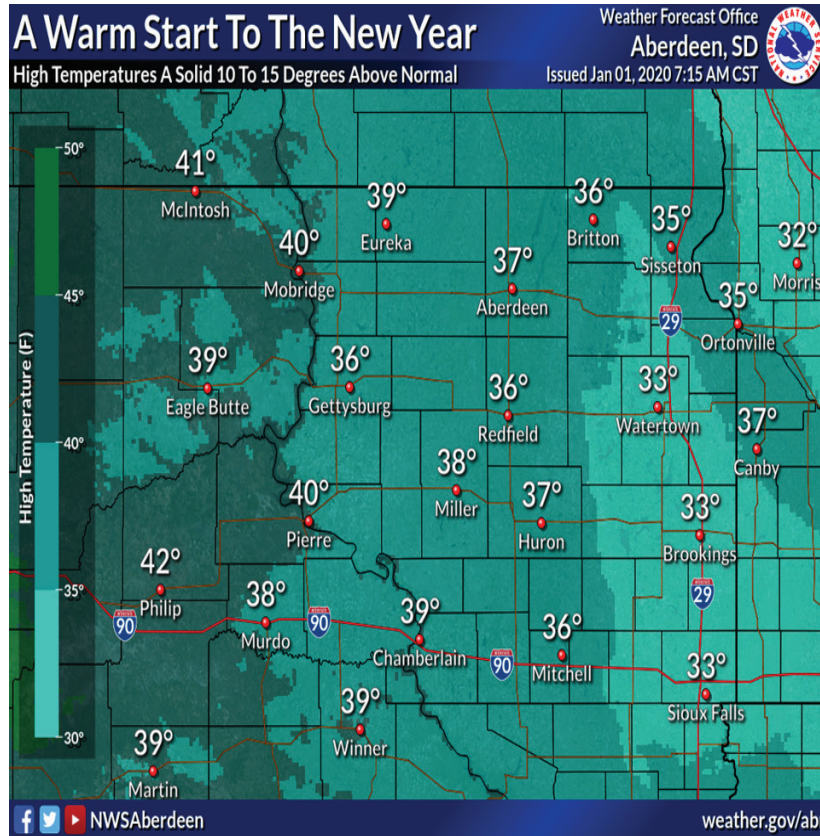 A Warm Start To The New Year
High Temperatures A Solid 10 To 15 Degrees Above Normal
Weather Forecast Office
Aberdeen, SD
Issued Jan 01, 2020 7:15 AM CST
NATIONAL WEATHER SERVICE
High Temperature (F)
50°
45°
40°
35°
30°
41°
McIntosh
39°
Eureka
36°
Britton
35°
Sisseton
32°
Morris
40°
Mobridge
37°
Aberdeen
29
35°
Ortonville
39°
Eagle Butte
36°
Gettysburg
36°
Redfield
33°
Watertown
37°
Canby
38°
Miller
40°
Pierre
37°
Huron
33°
Brookings
42°
Philip
90
38°
Murdo
90
39°
Chamberlain
90
36°
Mitchell
29
33°
Sioux Falls
39°
Winner
39°
Martin
NWSAberdeen
weather.gov/ab